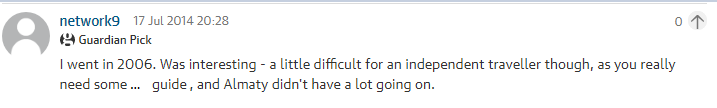 network9 17 Jul 2014 20:28 0
Guardian Pick
I went in 2006. Was interesting - a little difficult for an independent traveller though, as you really
need some ... guide , and Almaty didn't have a lot going on.